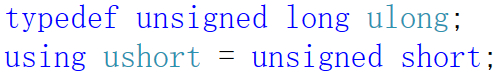 typedef unsigned long ulong;
using ushort = unsigned short;